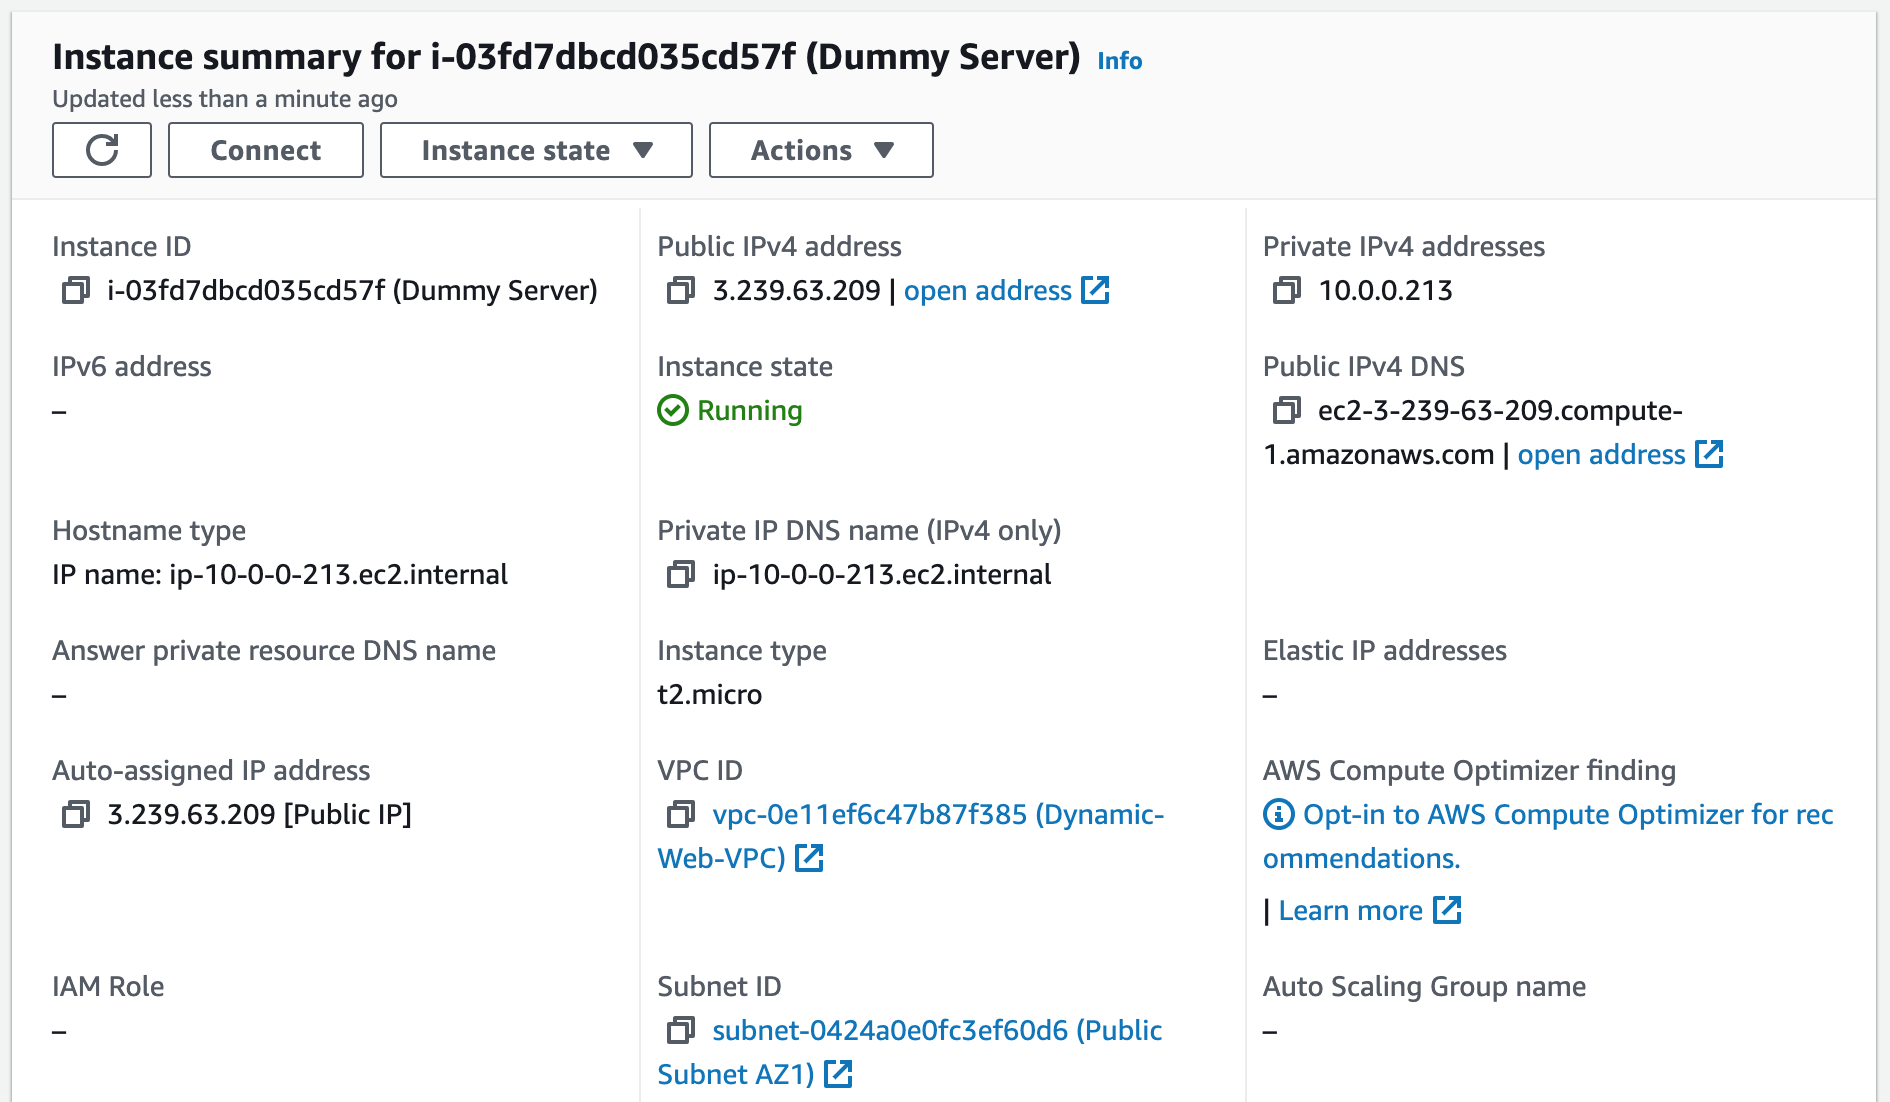 Instance summary for i-03fd7dbcd035cd57f (Dummy Server) Info
Updated less than a minute ago
Connect
Instance state
Actions
Instance ID
i-03fd7dbcd035cd57f (Dummy Server)
Public IPv4 address
3.239.63.209 | open address
Private IPv4 addresses
10.0.0.213
IPv6 address
–
Instance state
Running
Public IPv4 DNS
ec2-3-239-63-209.compute-
1.amazonaws.com | open address
Hostname type
IP name: ip-10-0-0-213.ec2.internal
Private IP DNS name (IPv4 only)
ip-10-0-0-213.ec2.internal
Answer private resource DNS name
–
Instance type
t2.micro
Elastic IP addresses
–
Auto-assigned IP address
3.239.63.209 [Public IP]
VPC ID
vpc-0e11ef6c47b87f385 (Dynamic-
Web-VPC)
AWS Compute Optimizer finding
Opt-in to AWS Compute Optimizer for rec
ommendations.
| Learn more
IAM Role
–
Subnet ID
subnet-0424a0e0fc3ef60d6 (Public
Subnet AZ1)
Auto Scaling Group name
–